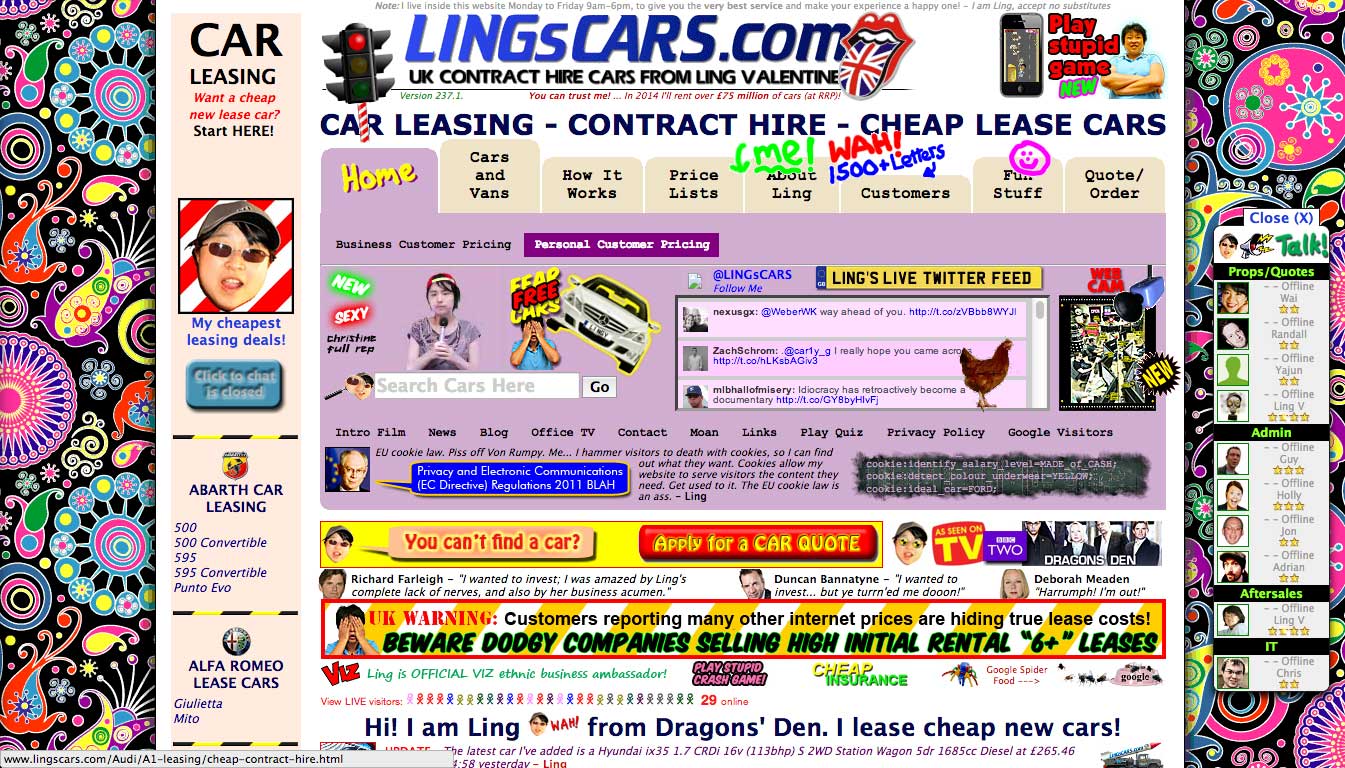 Note: I live inside this website Monday to Friday 9am–6pm, to give you the very best service and make your experience a happy one! - I am Ling, accept no substitutes
CAR
LEASING
Want a cheap
new lease car?
Start HERE!
LINGsCARS.com
UK CONTRACT HIRE CARS FROM LING VALENTINE
Version 237.1.
You can trust me! ... In 2014 I'll rent over £75 million of cars (at RRP)!
Play
stupid
game
NEW
CAR LEASING - CONTRACT HIRE - CHEAP LEASE CARS
me!
WAH!
1500+Letters
Home
Cars and Vans
How It Works
Price Lists
About Ling
Customers
Fun Stuff
Quote/Order
Business Customer Pricing
Personal Customer Pricing
My cheapest
leasing deals!
Click to chat
is closed
NEW
SEXY
christine
full rep
FEAR
FREE
LINKS
Search Cars Here
Go
@LINGsCARS
Follow Me
LING'S LIVE TWITTER FEED
nexusgx: @WeberWK way ahead of you. http://t.co/zVBbb8WYJl
ZachSchrom: .@car1y_g I really hope you came
http://t.co/hLKsbAGiv3
mlbhallofmisery: Idiocracy has retroactively become a
documentary http://t.co/GY8byHIvFj
WEB
CAM
NEW
Intro Film News Blog OfficeTV Contact Moan Links Play Quiz Privacy Policy Google Visitors
EU cookie law. Piss off Von Rumpy. Me... I hammer visitors to death with cookies, so I can find
out what they want. Cookies allow my
website to serve visitors the content they
need. Get used to it. The EU cookie law is
an ass. - Ling
Privacy and Electronic Communications
(EC Directive) Regulations 2011 BLAH
cookie:identify_salary_level=MADE_of_CASH;
cookie:detect_colour_underwear=YELLOW;
cookie:ideal_car=FORD;
ABARTH CAR
LEASING
500
500 Convertible
595
595 Convertible
Punto Evo
ALFA ROMEO
LEASE CARS
Giulietta
Mito
You can't find a car?
Apply for a CAR QUOTE
AS SEEN ON
TV
BBC
TWO
DRAGONS DEN
Richard Farleigh - "I wanted to invest; I was amazed by Ling's
complete lack of nerves, and also by her business acumen."
Duncan Bannatyne - "I wanted to
invest... but ye turrn'ed me dooon!"
Deborah Meaden
"Harrumph! I'm out!"
UK WARNING: Customers reporting many other internet prices are hiding true lease costs!
BEWARE DODGY COMPANIES SELLING HIGH INITIAL RENTAL "6+" LEASES
VIZ
Ling is OFFICIAL VIZ ethnic business ambassador!
PLAY STUPID
CRASH GAME!
CHEAP
INSURANCE
Google Spider
Food --->
google
View LIVE visitors:
29 online
Hi! I am Ling WAH! from Dragons' Den. I lease cheap new cars!
UPDATE
The latest car I've added is a Hyundai ix35 1.7 CRDi 16v (113bhp) S 2WD Station Wagon 5dr 1685cc Diesel at £265.46
4:58 yesterday - Ling
www.lingscars.com/Audi/A1-leasing/cheap-contract-hire.html
Close (X)
Talk!
Props/Quotes
- - Offline
Wai
- - Offline
Randall
- - Offline
Yajun
- - Offline
Ling V
Admin
- - Offline
Guy
- - Offline
Holly
- - Offline
Jon
- - Offline
Adrian
Aftersales
- - Offline
Ling V
IT
- - Offline
Chris